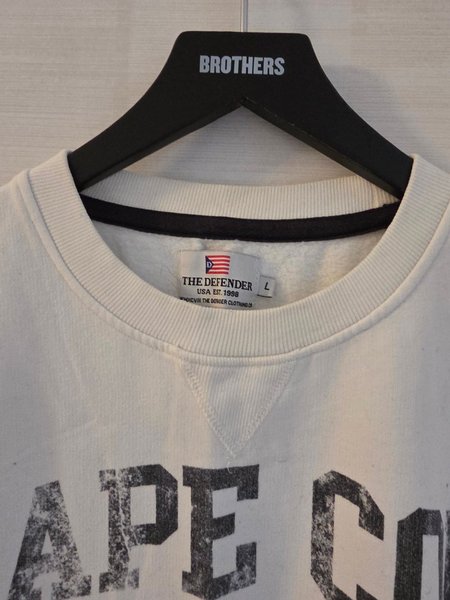 BROTHERS
D
THE DEFENDER
USA EST. 1998
L
APE CO